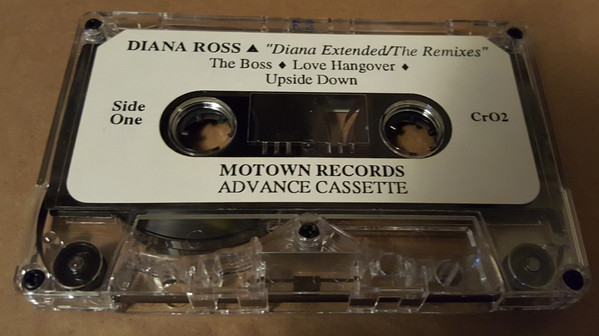 DIANA ROSS ▲ "Diana Extended/The Remixes"
The Boss ♦ Love Hangover ♦
Upside Down
Side
One
CrO2
MOTOWN RECORDS
ADVANCE CASSETTE